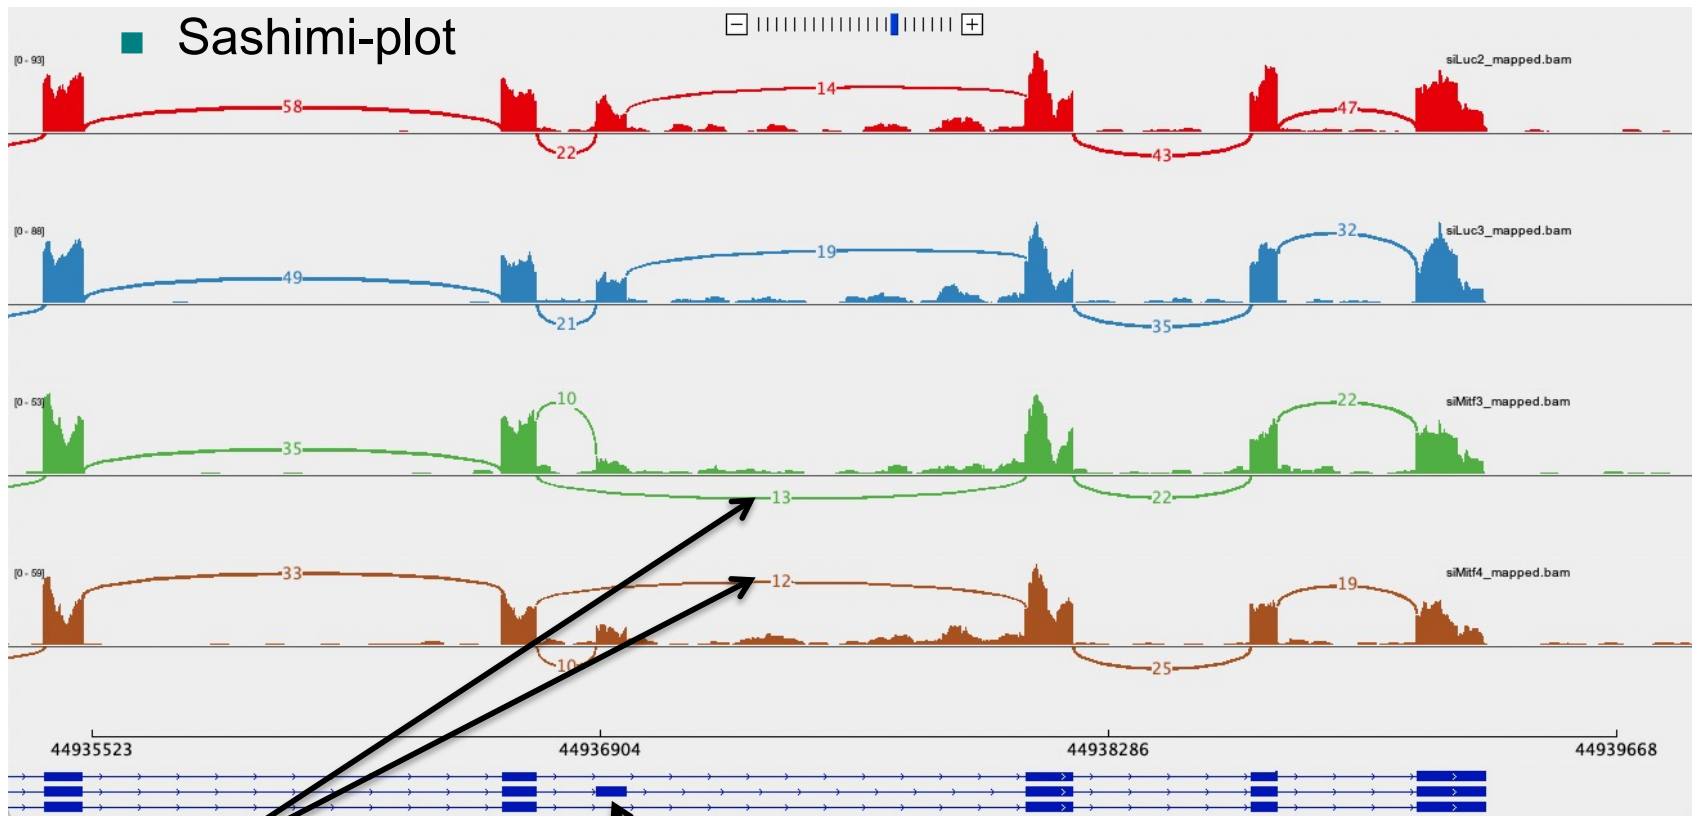 ■ Sashimi-plot
− +
[0 - 93] siLuc2_mapped.bam
58 14 47
22 43
[0 - 88] siLuc3_mapped.bam
49 19 32
21 35
[0 - 53] siMitf3_mapped.bam
35 10 22
13 22
[0 - 59] siMitf4_mapped.bam
33 12 19
10 25
44935523 44936904 44938286 44939668